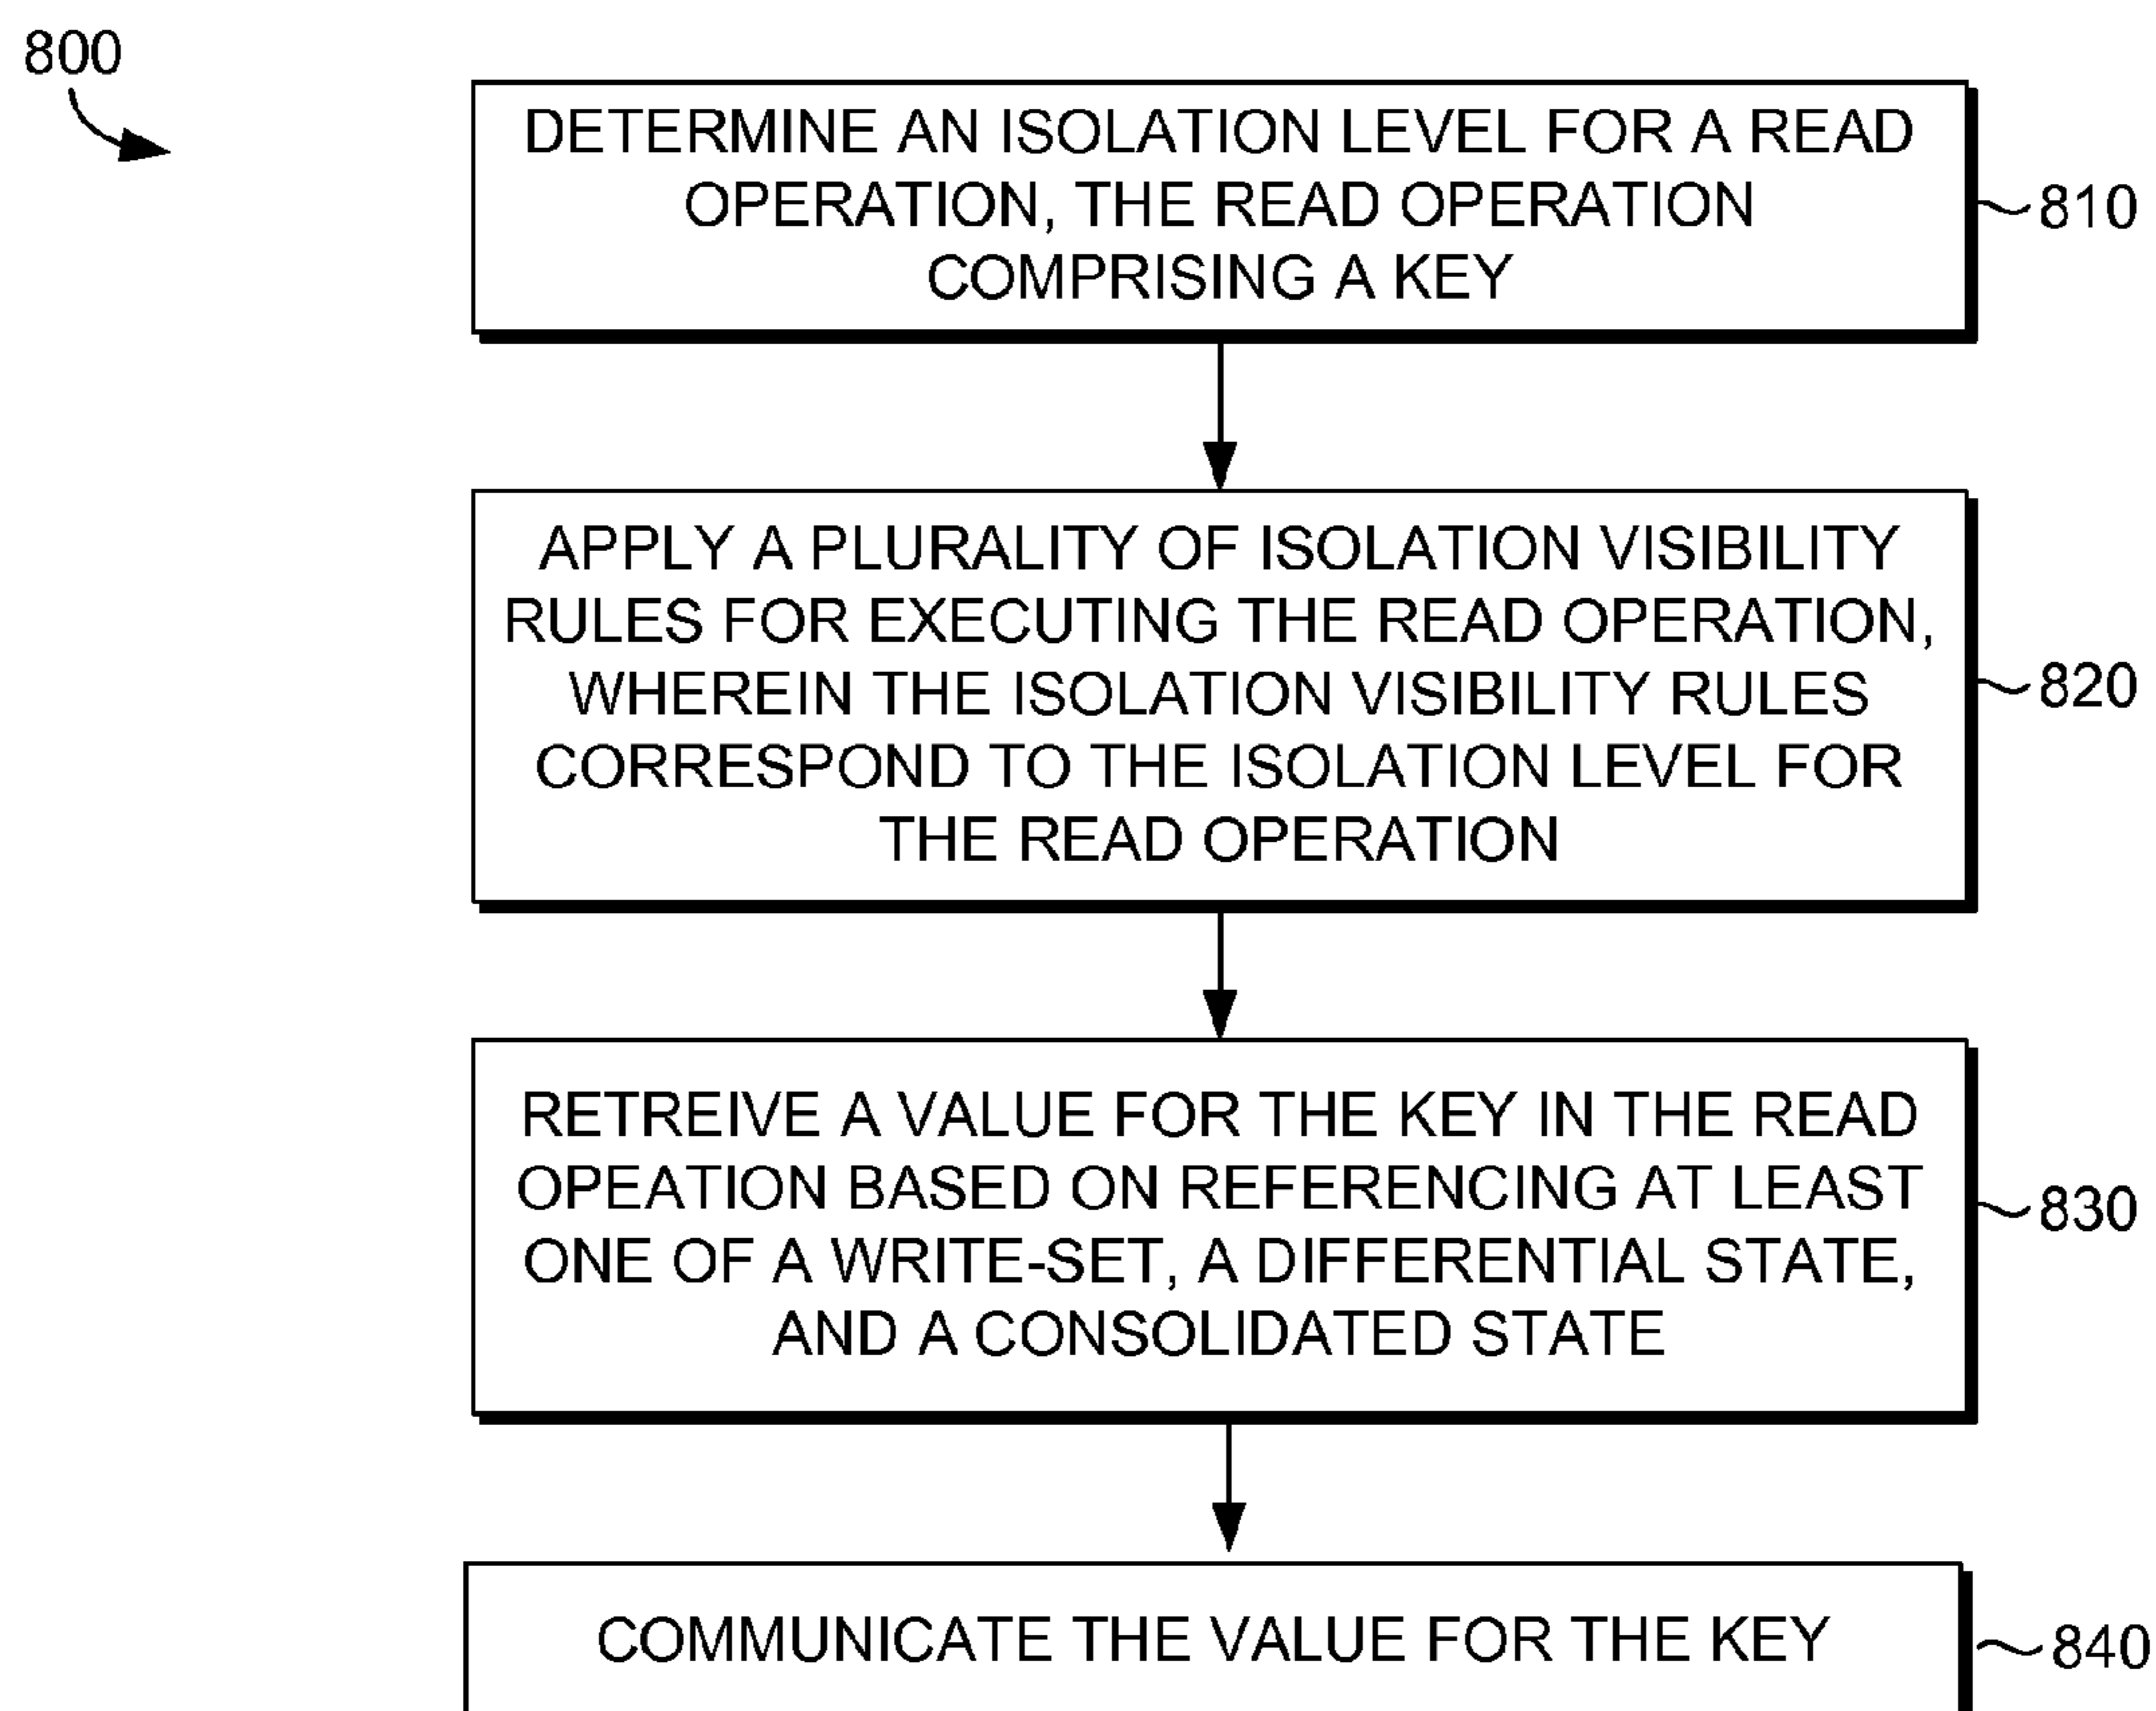 800
DETERMINE AN ISOLATION LEVEL FOR A READ
OPERATION, THE READ OPERATION
COMPRISING A KEY
810
APPLY A PLURALITY OF ISOLATION VISIBILITY
RULES FOR EXECUTING THE READ OPERATION,
WHEREIN THE ISOLATION VISIBILITY RULES
CORRESPOND TO THE ISOLATION LEVEL FOR
THE READ OPERATION
820
RETREIVE A VALUE FOR THE KEY IN THE READ
OPEATION BASED ON REFERENCING AT LEAST
ONE OF A WRITE-SET, A DIFFERENTIAL STATE,
AND A CONSOLIDATED STATE
830
COMMUNICATE THE VALUE FOR THE KEY
840